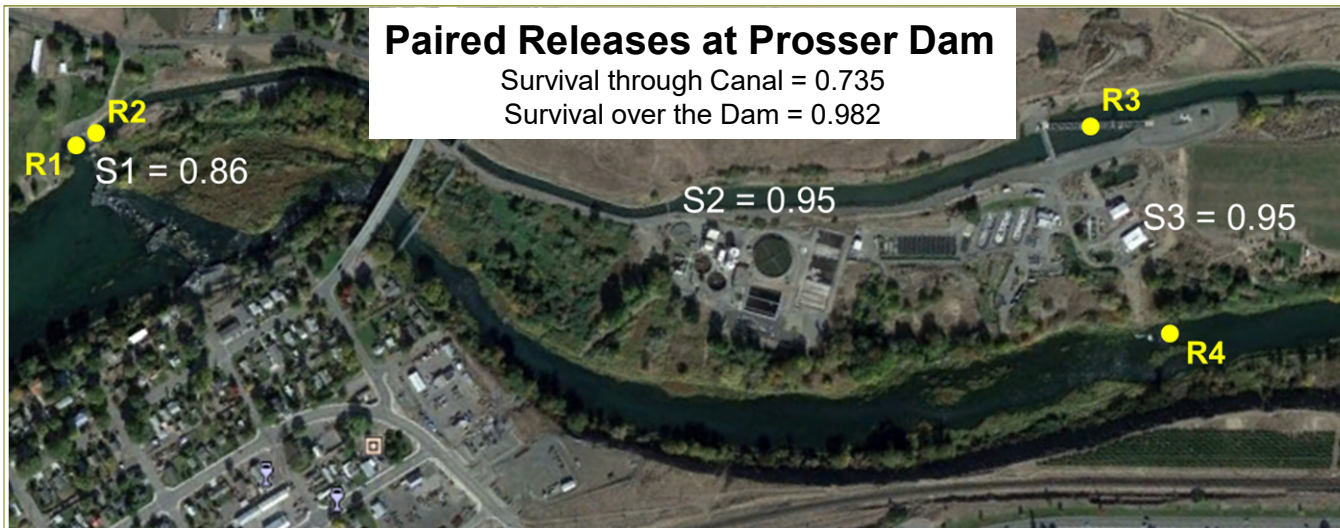 Paired Releases at Prosser Dam
Survival through Canal = 0.735
Survival over the Dam = 0.982
R1
R2
S1 = 0.86
S2 = 0.95
R3
S3 = 0.95
R4